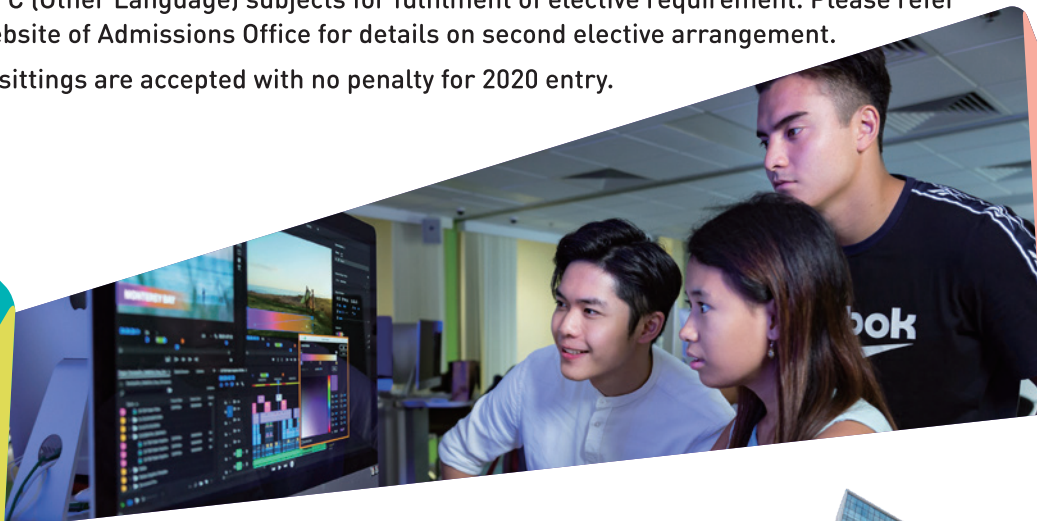 C (Other Language) subjects for fulfilment of elective requirement. Please refer
ebsite of Admissions Office for details on second elective arrangement.
sittings are accepted with no penalty for 2020 entry.
MONTEREY BAY
bok